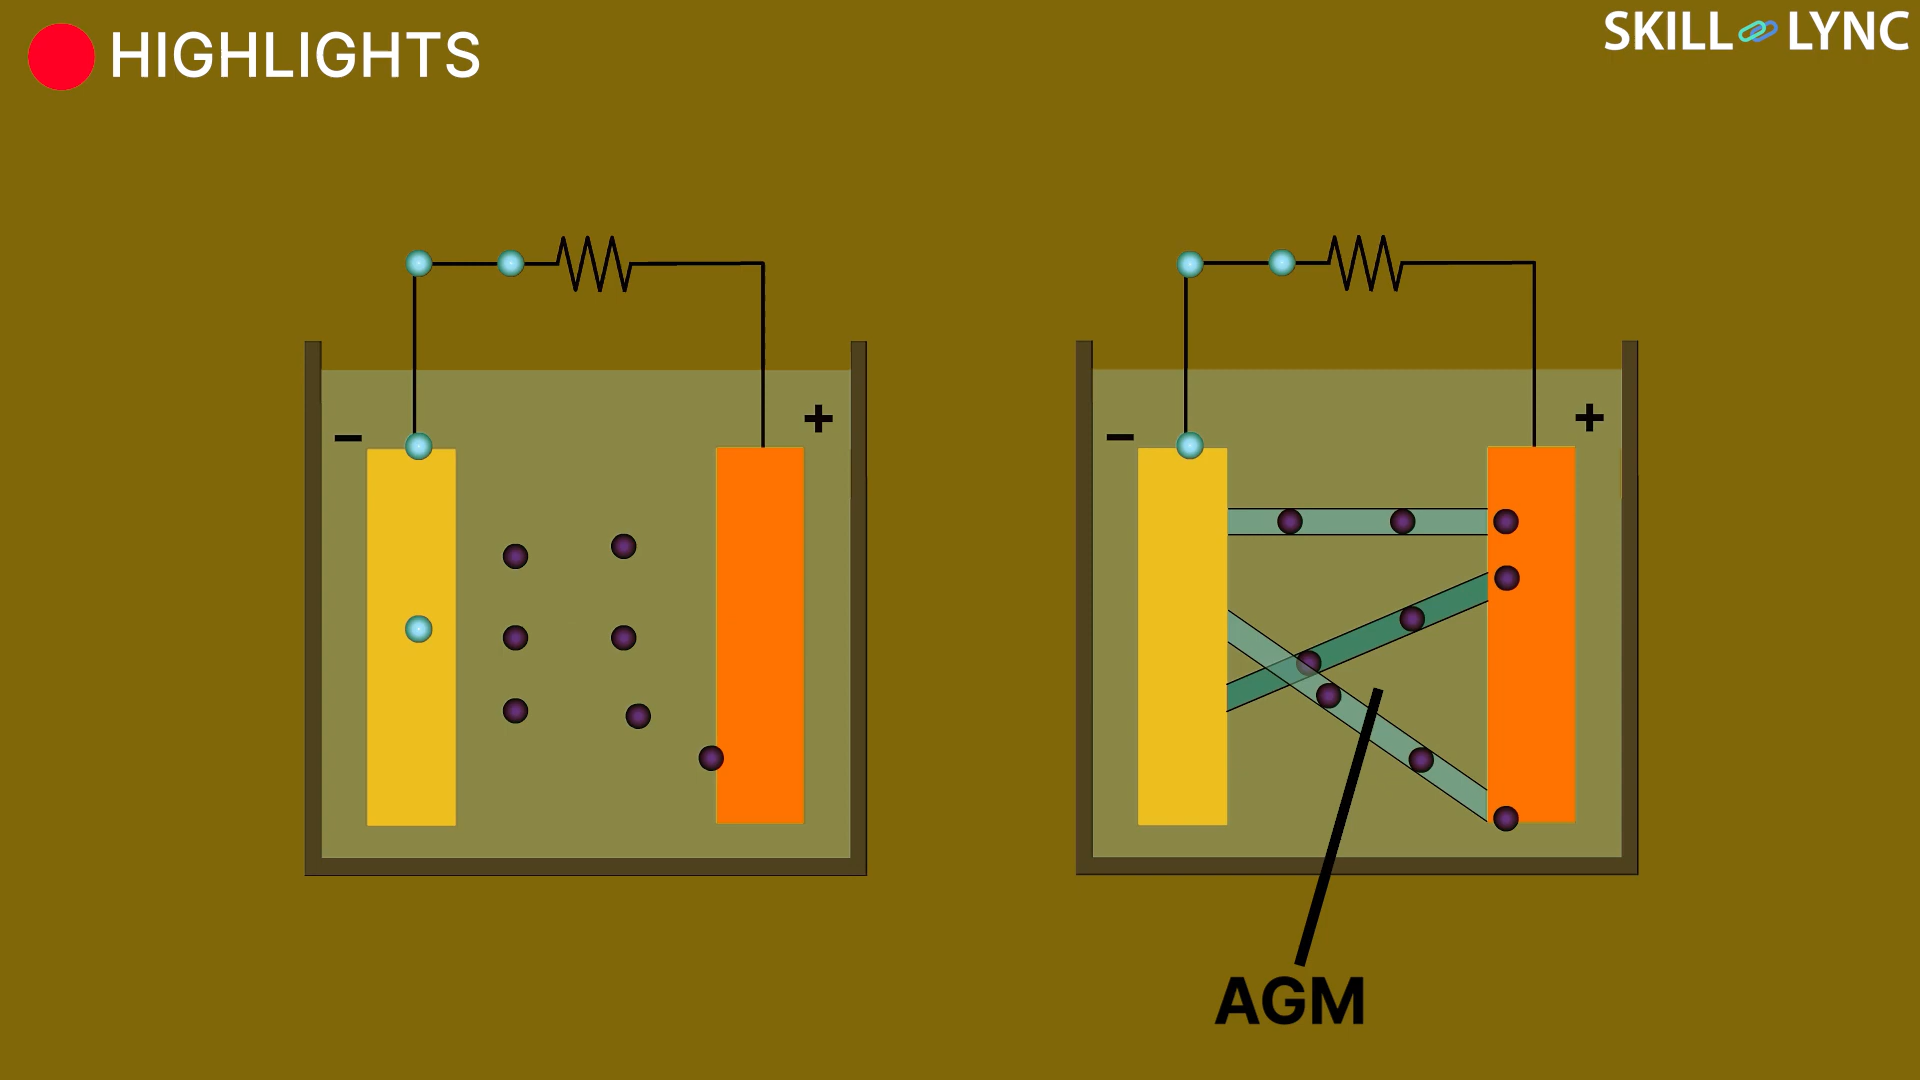 HIGHLIGHTS
SKILL LYNC
− +
− +
AGM